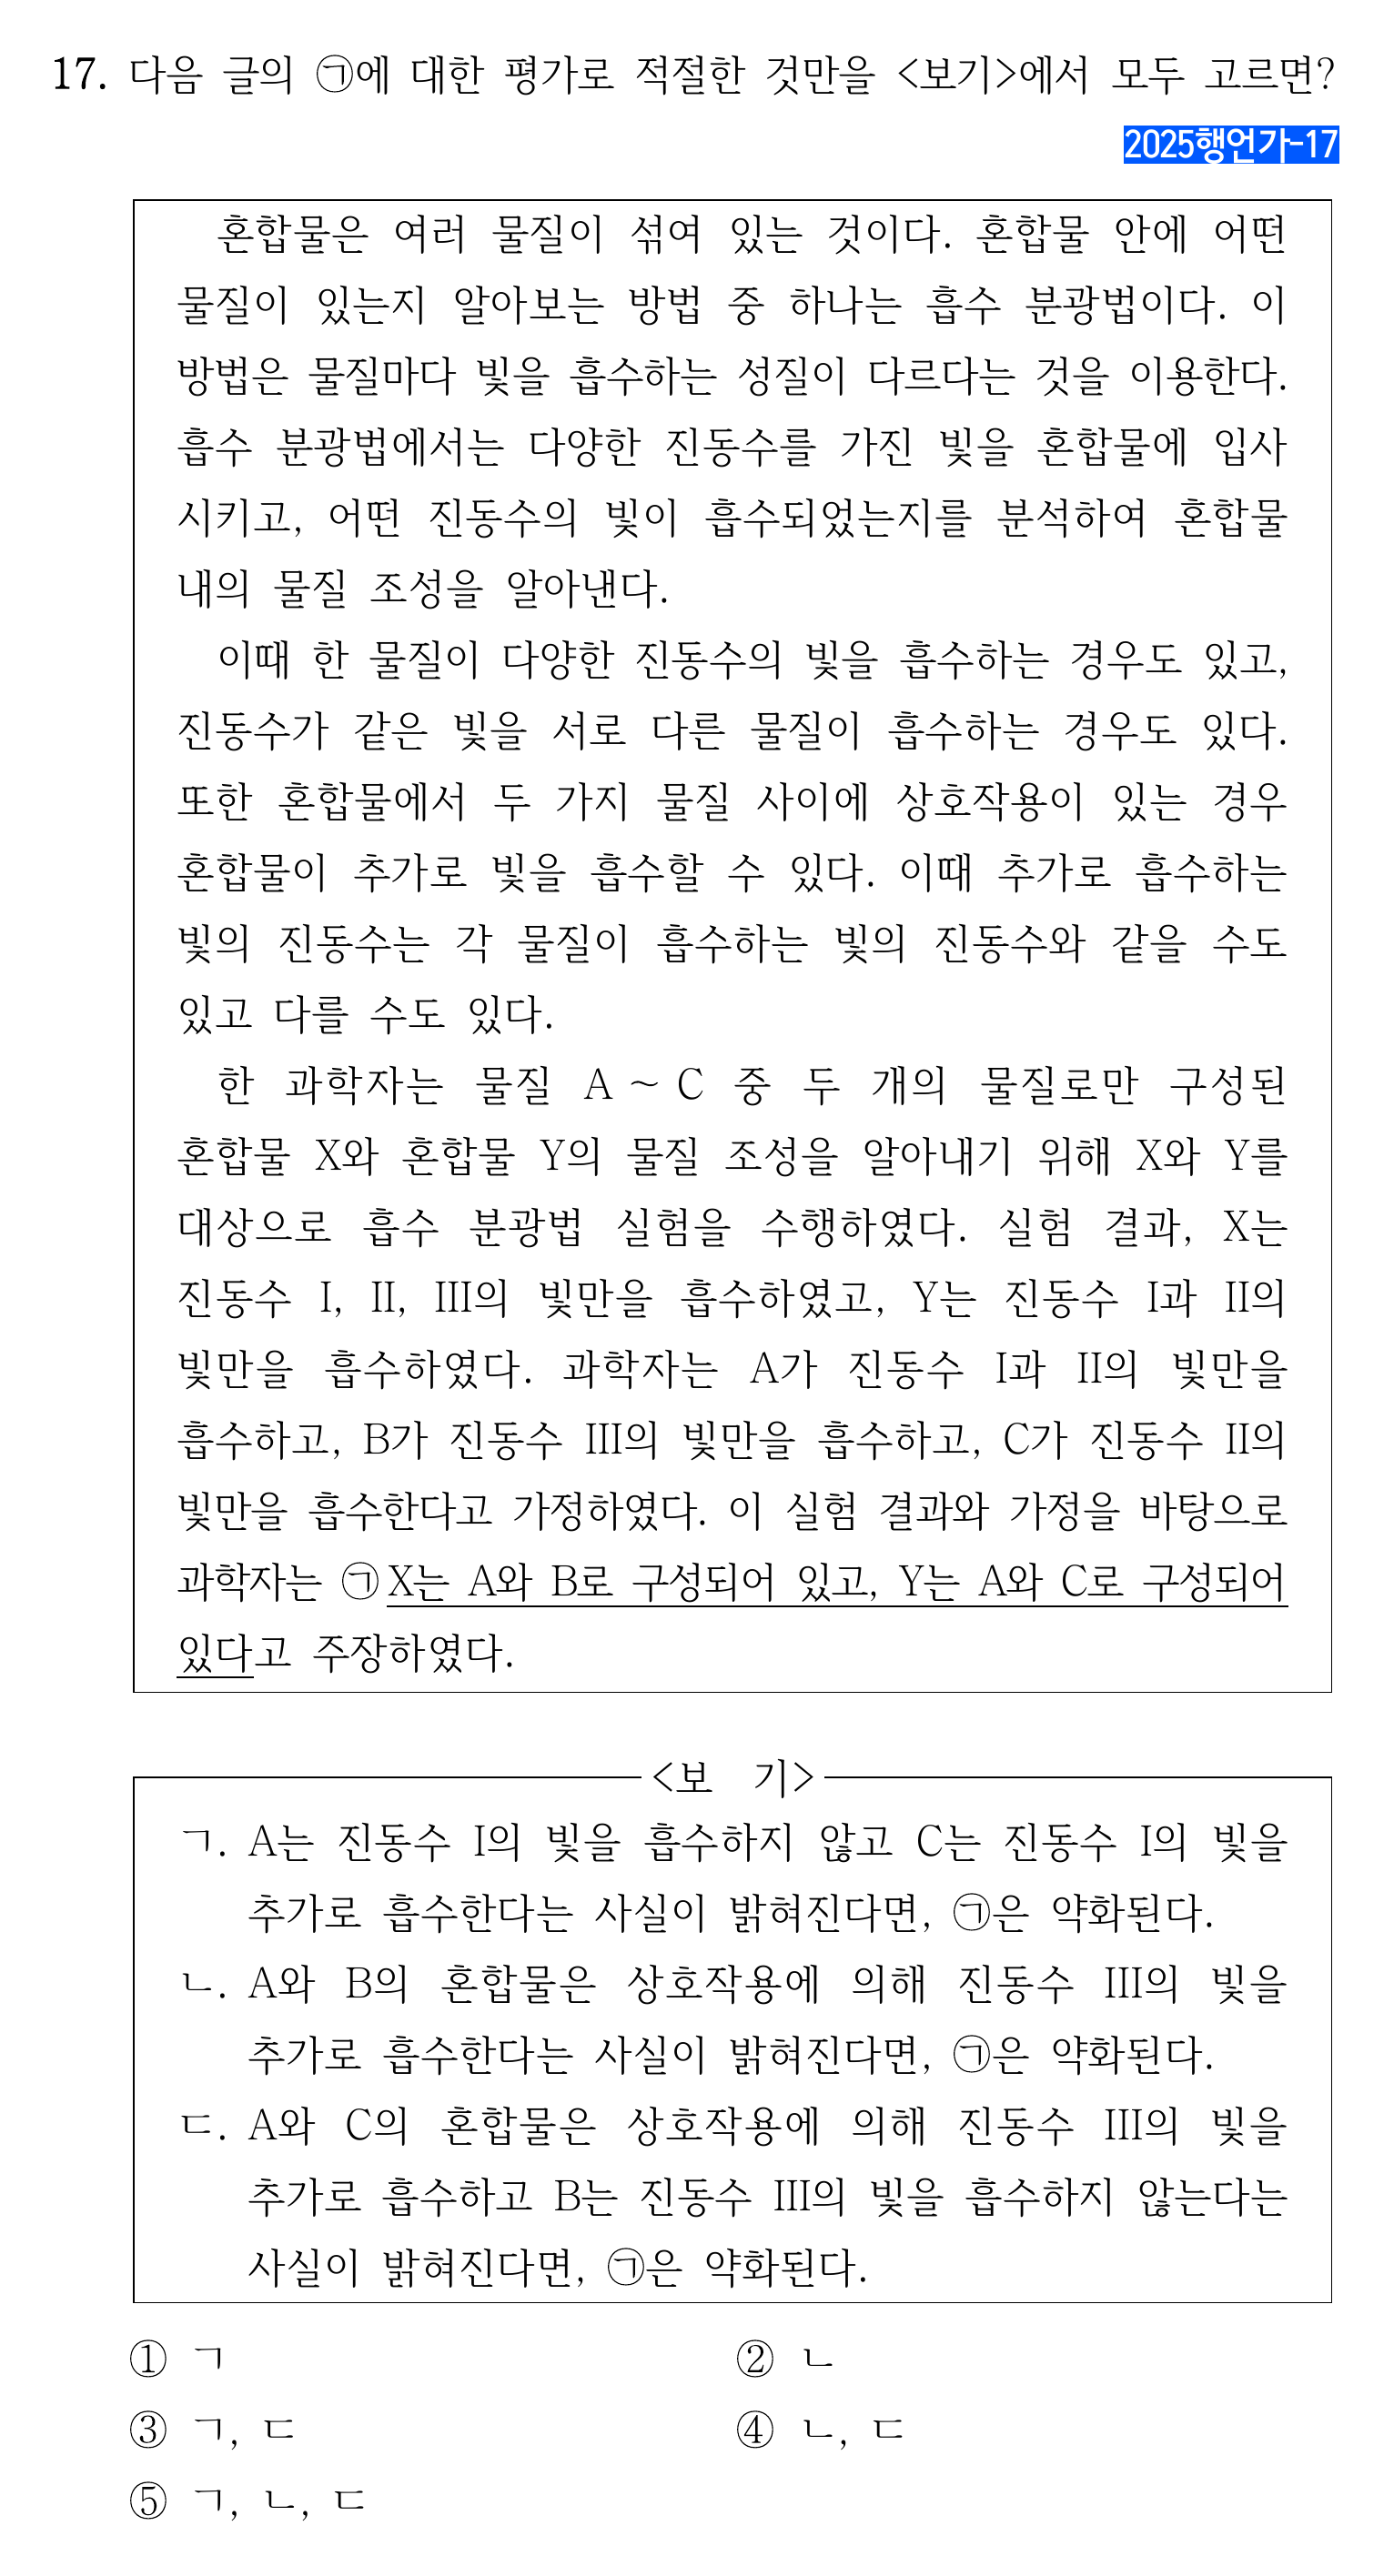 17. 다음 글의 ㉠에 대한 평가로 적절한 것만을 <보기>에서 모두 고르면?
2025행언가-17
혼합물은 여러 물질이 섞여 있는 것이다. 혼합물 안에 어떤
물질이 있는지 알아보는 방법 중 하나는 흡수 분광법이다. 이
방법은 물질마다 빛을 흡수하는 성질이 다르다는 것을 이용한다.
흡수 분광법에서는 다양한 진동수를 가진 빛을 혼합물에 입사
시키고, 어떤 진동수의 빛이 흡수되었는지를 분석하여 혼합물
내의 물질 조성을 알아낸다.
이때 한 물질이 다양한 진동수의 빛을 흡수하는 경우도 있고,
진동수가 같은 빛을 서로 다른 물질이 흡수하는 경우도 있다.
또한 혼합물에서 두 가지 물질 사이에 상호작용이 있는 경우
혼합물이 추가로 빛을 흡수할 수 있다. 이때 추가로 흡수하는
빛의 진동수는 각 물질이 흡수하는 빛의 진동수와 같을 수도
있고 다를 수도 있다.
한 과학자는 물질 A ~ C 중 두 개의 물질로만 구성된
혼합물 X와 혼합물 Y의 물질 조성을 알아내기 위해 X와 Y를
대상으로 흡수 분광법 실험을 수행하였다. 실험 결과, X는
진동수 I, II, III의 빛만을 흡수하였고, Y는 진동수 I과 II의
빛만을 흡수하였다. 과학자는 A가 진동수 I과 II의 빛만을
흡수하고, B가 진동수 III의 빛만을 흡수하고, C가 진동수 II의
빛만을 흡수한다고 가정하였다. 이 실험 결과와 가정을 바탕으로
과학자는 ㉠X는 A와 B로 구성되어 있고, Y는 A와 C로 구성되어
있다고 주장하였다.
<보 기>
ㄱ. A는 진동수 I의 빛을 흡수하지 않고 C는 진동수 I의 빛을
추가로 흡수한다는 사실이 밝혀진다면, ㉠은 약화된다.
ㄴ. A와 B의 혼합물은 상호작용에 의해 진동수 III의 빛을
추가로 흡수한다는 사실이 밝혀진다면, ㉠은 약화된다.
ㄷ. A와 C의 혼합물은 상호작용에 의해 진동수 III의 빛을
추가로 흡수하고 B는 진동수 III의 빛을 흡수하지 않는다는
사실이 밝혀진다면, ㉠은 약화된다.
① ㄱ ② ㄴ
③ ㄱ, ㄷ ④ ㄴ, ㄷ
⑤ ㄱ, ㄴ, ㄷ